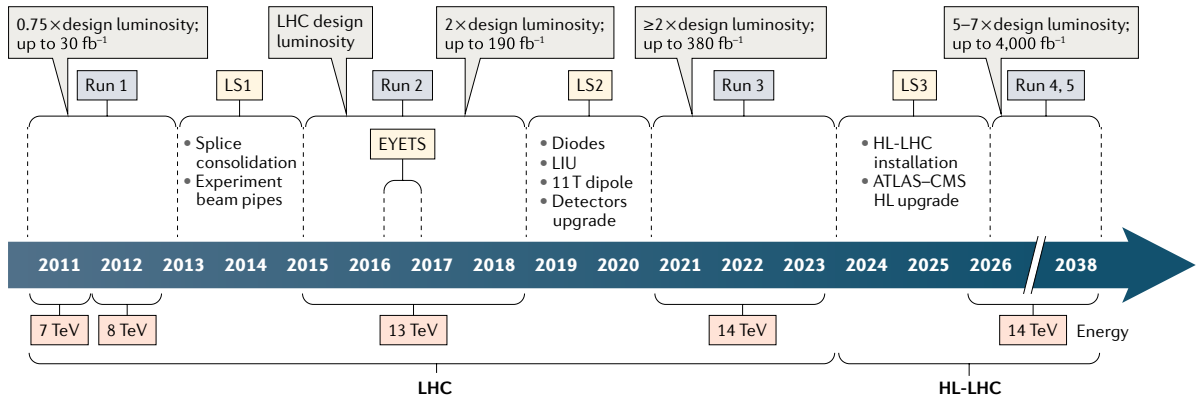 0.75×design luminosity;
up to 30 fb⁻¹
LHC design
luminosity
2×design luminosity;
up to 190 fb⁻¹
≥2×design luminosity;
up to 380 fb⁻¹
5–7×design luminosity;
up to 4,000 fb⁻¹
Run 1
LS1
Run 2
LS2
Run 3
LS3
Run 4, 5
EYETS
• Splice
consolidation
• Experiment
beam pipes
• Diodes
• LIU
• 11T dipole
• Detectors
upgrade
• HL-LHC
installation
• ATLAS–CMS
HL upgrade
2011 2012 2013 2014 2015 2016 2017 2018 2019 2020 2021 2022 2023 2024 2025 2026 2038
7 TeV
8 TeV
13 TeV
14 TeV
14 TeV
Energy
LHC
HL-LHC